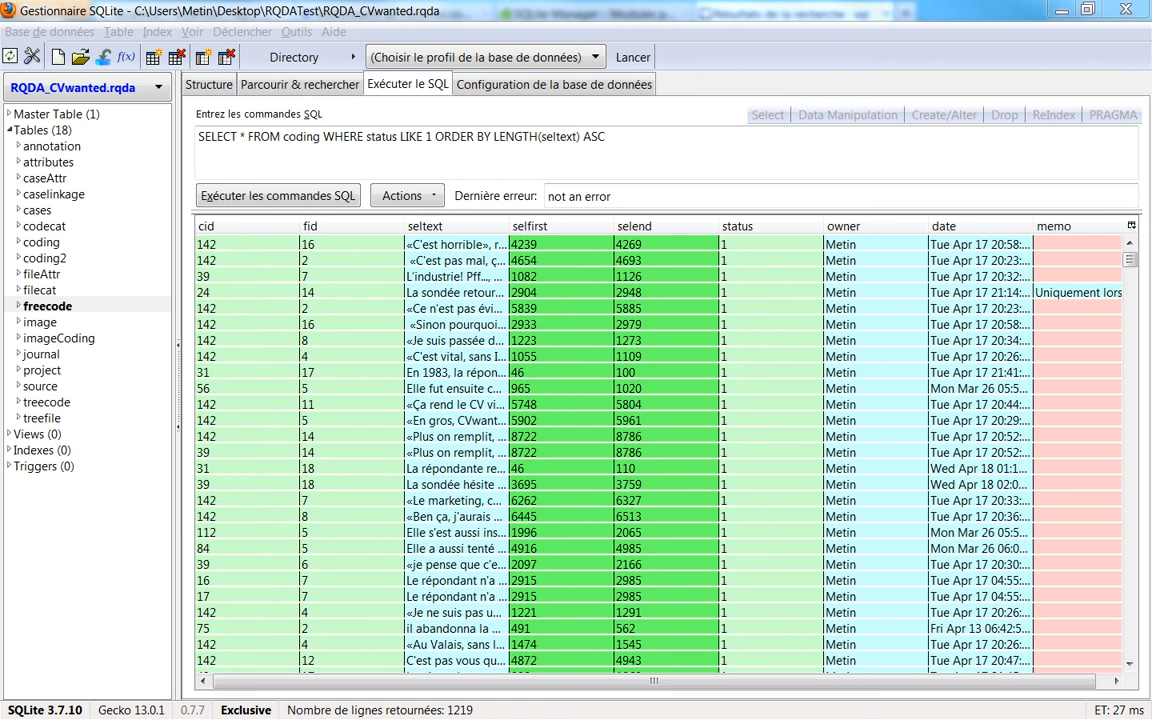 Gestionnaire SQLite - C:\Users\Metin\Desktop\RQDATest\RQDA_CVwanted.rqda
Base de données Table Index Voir Déclencher Outils Aide
f(x) Directory (Choisir le profil de la base de données) Lancer
RQDA_CVwanted.rqda
Structure Parcourir & rechercher Exécuter le SQL Configuration de la base de données
Master Table (1)
Tables (18)
annotation
attributes
caseAttr
caselinkage
cases
codecat
coding
coding2
fileAttr
filecat
freecode
image
imageCoding
journal
project
source
treecode
treefile
Views (0)
Indexes (0)
Triggers (0)
Entrez les commandes SQL
Select Data Manipulation Create/Alter Drop ReIndex PRAGMA
SELECT * FROM coding WHERE status LIKE 1 ORDER BY LENGTH(seltext) ASC
Exécuter les commandes SQL Actions Dernière erreur: not an error
cid fid seltext selfirst selend status owner date memo
142 16 «C'est horrible», r... 4239 4269 1 Metin Tue Apr 17 20:58:...
142 2 «C'est pas mal, ç... 4654 4693 1 Metin Tue Apr 17 20:23:...
39 7 L'industrie! Pff..., ... 1082 1126 1 Metin Tue Apr 17 20:32:...
24 14 La sondée retour... 2904 2948 1 Metin Tue Apr 17 21:14:... Uniquement lors
142 2 «Ce n'est pas évi... 5839 5885 1 Metin Tue Apr 17 20:23:...
142 16 «Sinon pourquoi... 2933 2979 1 Metin Tue Apr 17 20:58:...
142 8 «Je suis passée d... 1223 1273 1 Metin Tue Apr 17 20:34:...
142 4 «C'est vital, sans I... 1055 1109 1 Metin Tue Apr 17 20:26:...
31 17 En 1983, la répon... 46 100 1 Metin Tue Apr 17 21:41:...
56 5 Elle fut ensuite c... 965 1020 1 Metin Mon Mar 26 05:5...
142 11 «Ça rend le CV vi... 5748 5804 1 Metin Tue Apr 17 20:44:...
142 5 «En gros, CVwant... 5902 5961 1 Metin Tue Apr 17 20:29:...
142 14 «Plus on remplit, ... 8722 8786 1 Metin Tue Apr 17 20:52:...
39 14 «Plus on remplit, ... 8722 8786 1 Metin Tue Apr 17 20:52:...
31 18 La répondante re... 46 110 1 Metin Wed Apr 18 01:1...
39 18 La sondée hésite ... 3695 3759 1 Metin Wed Apr 18 02:0...
142 7 «Le marketing, c... 6262 6327 1 Metin Tue Apr 17 20:33:...
142 8 «Ben ça, j'aurais ... 6445 6513 1 Metin Tue Apr 17 20:36:...
112 5 Elle s'est aussi ins... 1996 2065 1 Metin Mon Mar 26 05:5...
84 5 Elle a aussi tenté ... 4916 4985 1 Metin Mon Mar 26 06:0...
39 6 «je pense que c'e... 2097 2166 1 Metin Tue Apr 17 20:30:...
16 7 Le répondant n'a ... 2915 2985 1 Metin Tue Apr 17 04:55:...
17 7 Le répondant n'a ... 2915 2985 1 Metin Tue Apr 17 04:55:...
142 4 «Je ne suis pas u... 1221 1291 1 Metin Tue Apr 17 20:26:...
75 2 il abandonna la ... 491 562 1 Metin Fri Apr 13 06:42:5...
142 4 «Au Valais, sans l... 1474 1545 1 Metin Tue Apr 17 20:26:...
142 12 C'est pas vous qu... 4872 4943 1 Metin Tue Apr 17 20:47:...
SQLite 3.7.10 Gecko 13.0.1 0.7.7 Exclusive Nombre de lignes retournées: 1219 ET: 27 ms